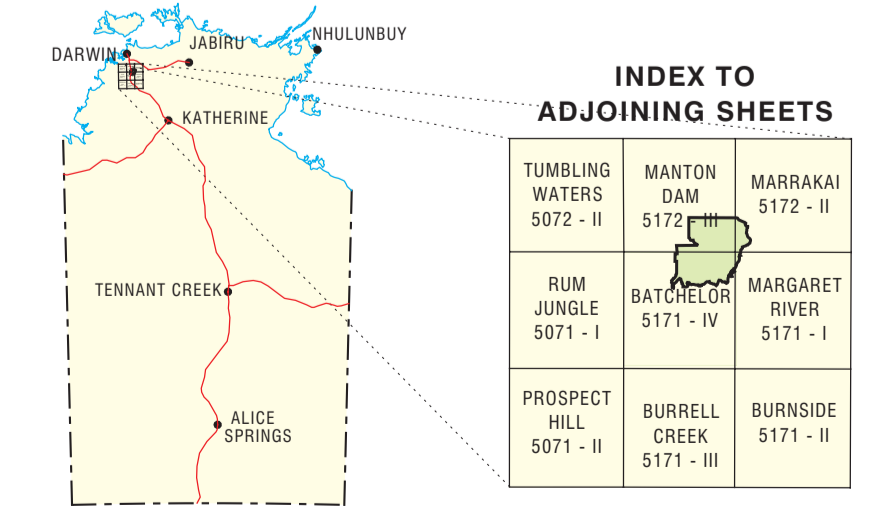 NHULUNBUY
JABIRU
DARWIN
KATHERINE
TENNANT CREEK
ALICE
SPRINGS
INDEX TO
ADJOINING SHEETS
TUMBLING
WATERS
5072 - II
MANTON
DAM
5172 - III
MARRAKAI
5172 - II
RUM
JUNGLE
5071 - I
BATCHELOR
5171 - IV
MARGARET
RIVER
5171 - I
PROSPECT
HILL
5071 - II
BURRELL
CREEK
5171 - III
BURNSIDE
5171 - II